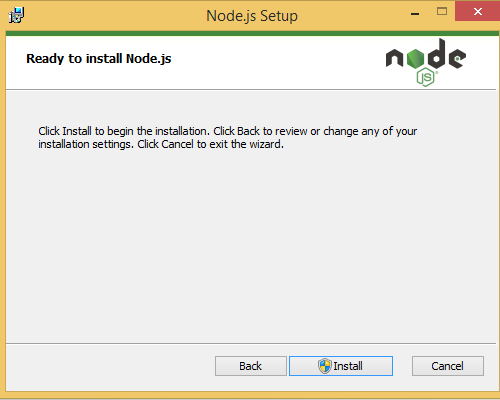 Node.js Setup
Ready to install Node.js
node
JS
Click Install to begin the installation. Click Back to review or change any of your
installation settings. Click Cancel to exit the wizard.
Back
Install
Cancel